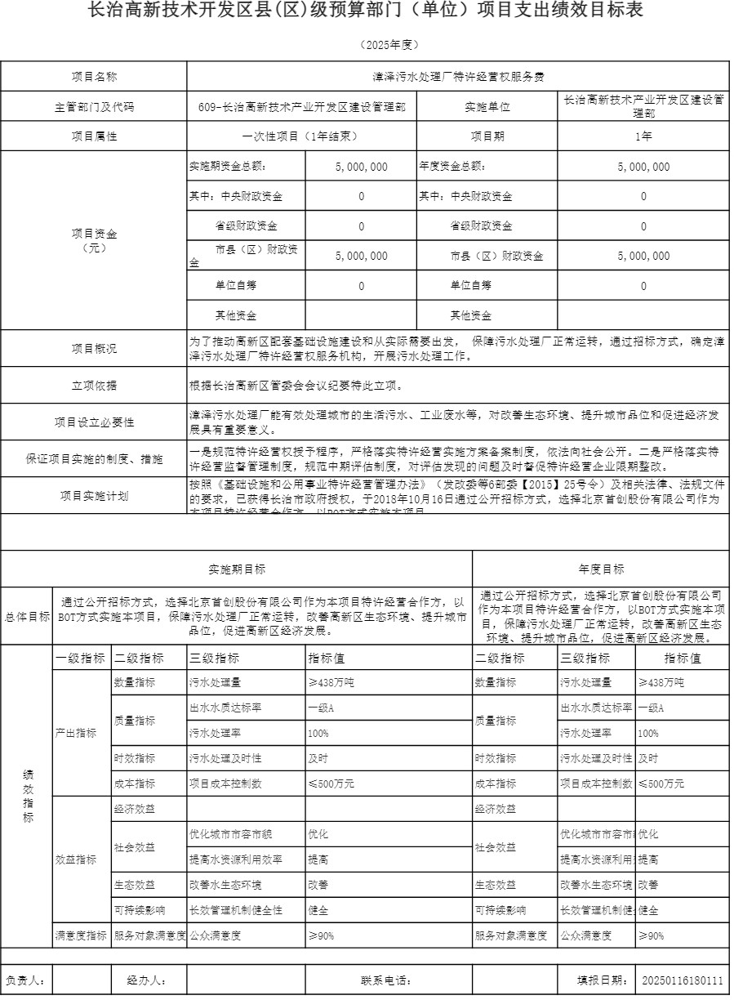 长治高新技术开发区县(区)级预算部门（单位）项目支出绩效目标表
（2025年度）
项目名称 漳泽污水处理厂特许经营权服务费
主管部门及代码 609-长治高新技术产业开发区建设管理部 实施单位 长治高新技术产业开发区建设管
理部
项目属性 一次性项目（1年结束） 项目期 1年
项目资金
（元）
实施期资金总额： 5,000,000 年度资金总额： 5,000,000
其中：中央财政资金 0 其中：中央财政资金 0
省级财政资金 0 省级财政资金 0
市县（区）财政资
金 5,000,000 市县（区）财政资金 5,000,000
单位自筹 0 单位自筹 0
其他资金 其他资金
项目概况 为了推动高新区配套基础设施建设和从实际需要出发， 保障污水处理厂正常运转，通过招标方式，确定漳
泽污水处理厂特许经营权服务机构，开展污水处理工作。
立项依据 根据长治高新区管委会会议纪要特此立项。
项目设立必要性 漳泽污水处理厂能有效处理城市的生活污水、工业废水等，对改善生态环境、提升城市品位和促进经济发
展具有重要意义。
保证项目实施的制度、措施 一是规范特许经营权授予程序，严格落实特许经营实施方案备案制度，依法向社会公开。二是严格落实特
许经营监督管理制度，规范中期评估制度，对评估发现的问题及时督促特许经营企业限期整改。
项目实施计划 按照《基础设施和公用事业特许经营管理办法》（发改委等6部委【2015】25号令）及相关法律、法规文件
的要求，已获得长治市政府授权，于2018年10月16日通过公开招标方式，选择北京首创股份有限公司作为
本项目特许经营合作方，以BOT方式实施本项目
实施期目标 年度目标
总体目标
通过公开招标方式，选择北京首创股份有限公司作为本项目特许经营合作方，以
BOT方式实施本项目，保障污水处理厂正常运转，改善高新区生态环境、提升城市
品位，促进高新区经济发展。
通过公开招标方式，选择北京首创股份有限公司
作为本项目特许经营合作方，以BOT方式实施本项
目，保障污水处理厂正常运转，改善高新区生态
环境、提升城市品位，促进高新区经济发展。
绩
效
指
标
一级指标 二级指标 三级指标 指标值 二级指标 三级指标 指标值
产出指标
数量指标 污水处理量 ≥438万吨 数量指标 污水处理量 ≥438万吨
质量指标 出水水质达标率 一级A 质量指标 出水水质达标率 一级A
污水处理率 100% 污水处理率 100%
时效指标 污水处理及时性 及时 时效指标 污水处理及时性 及时
成本指标 项目成本控制数 ≤500万元 成本指标 项目成本控制数 ≤500万元
效益指标
经济效益 经济效益
社会效益 优化城市市容市貌 优化 社会效益 优化城市市容市 优化
提高水资源利用效率 提高 提高水资源利用 提高
生态效益 改善水生态环境 改善 生态效益 改善水生态环境 改善
可持续影响 长效管理机制健全性 健全 可持续影响 长效管理机制健 健全
满意度指标 服务对象满意度 公众满意度 ≥90% 服务对象满意度 公众满意度 ≥90%
负责人： 经办人： 联系电话： 填报日期： 20250116180111